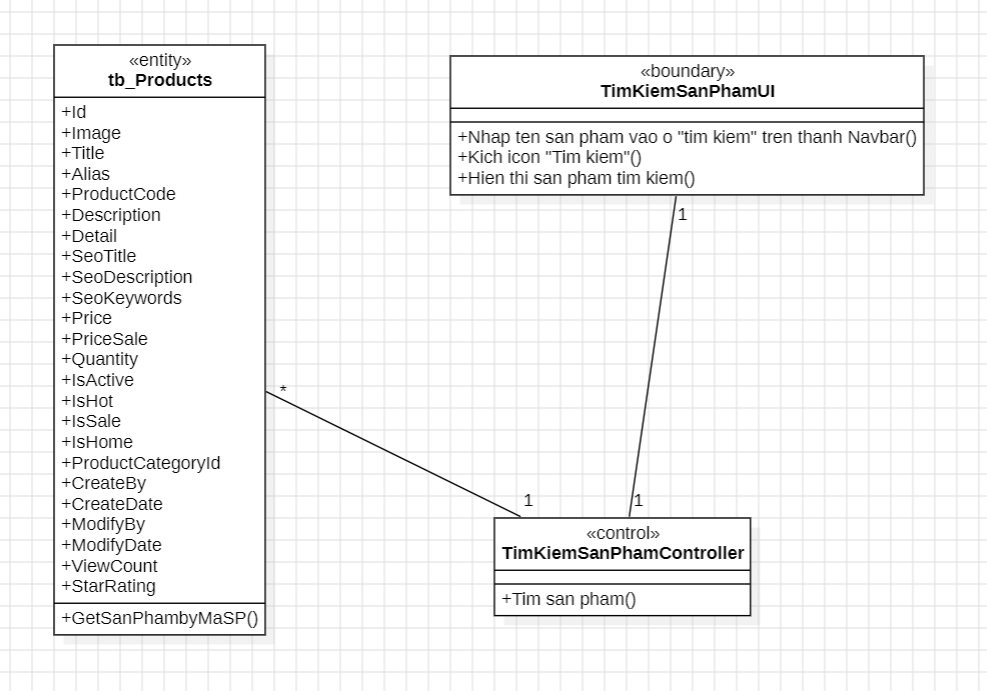 «entity»
tb_Products
+Id
+Image
+Title
+Alias
+ProductCode
+Description
+Detail
+SeoTitle
+SeoDescription
+SeoKeywords
+Price
+PriceSale
+Quantity
+IsActive
+IsHot
+IsSale
+IsHome
+ProductCategoryId
+CreateBy
+CreateDate
+ModifyBy
+ModifyDate
+ViewCount
+StarRating
+GetSanPhambyMaSP()
«boundary»
TimKiemSanPhamUI
+Nhap ten san pham vao o "tim kiem" tren thanh Navbar()
+Kich icon "Tim kiem"()
+Hien thi san pham tim kiem()
1
*
1
1
«control»
TimKiemSanPhamController
+Tim san pham()